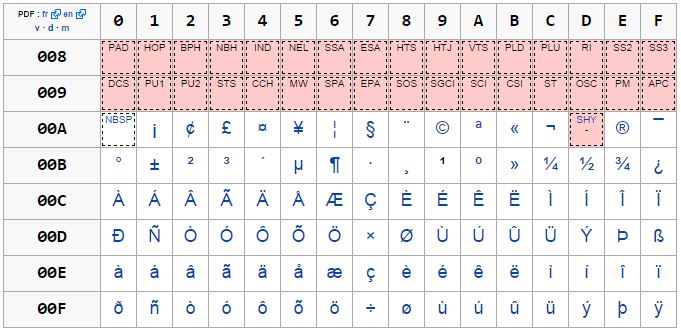 PDF : fr en
v · d · m
0 1 2 3 4 5 6 7 8 9 A B C D E F
008 PAD HOP BPH NBH IND NEL SSA ESA HTS HTJ VTS PLD PLU RI SS2 SS3
009 DCS PU1 PU2 STS CCH MW SPA EPA SOS SGCI SCI CSI ST OSC PM APC
00A NBSP ¡ ¢ £ ¤ ¥ ¦ § ¨ © ª « ¬ SHY - ® ¯
00B ° ± ² ³ ´ µ ¶ · ¸ ¹ º » ¼ ½ ¾ ¿
00C À Á Â Ã Ä Å Æ Ç È É Ê Ë Ì Í Î Ï
00D Ð Ñ Ò Ó Ô Õ Ö × Ø Ù Ú Û Ü Ý Þ ß
00E à á â ã ä å æ ç è é ê ë ì í î ï
00F ð ñ ò ó ô õ ö ÷ ø ù ú û ü ý þ ÿ